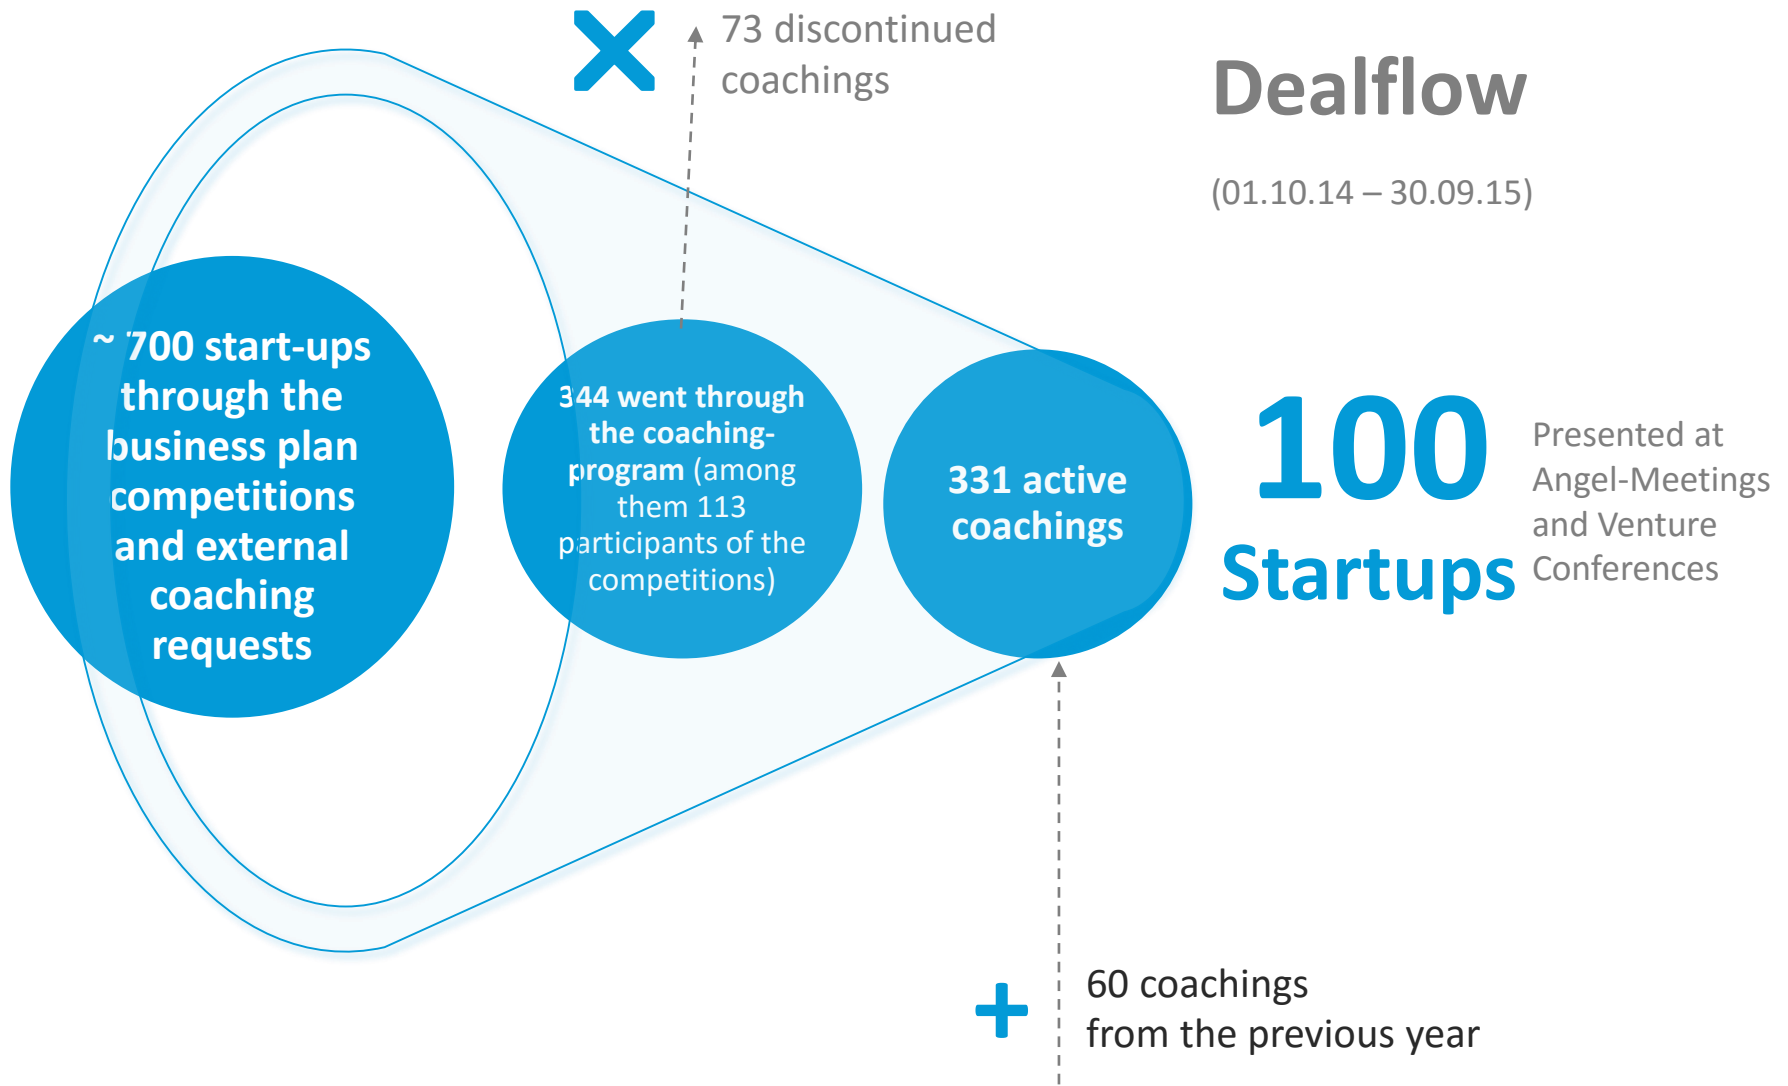 73 discontinued
coachings
Dealflow
(01.10.14 – 30.09.15)
~ 700 start-ups
through the
business plan
competitions
and external
coaching
requests
344 went through
the coaching-
program (among
them 113
participants of the
competitions)
331 active
coachings
100
Startups
Presented at
Angel-Meetings
and Venture
Conferences
+
60 coachings
from the previous year